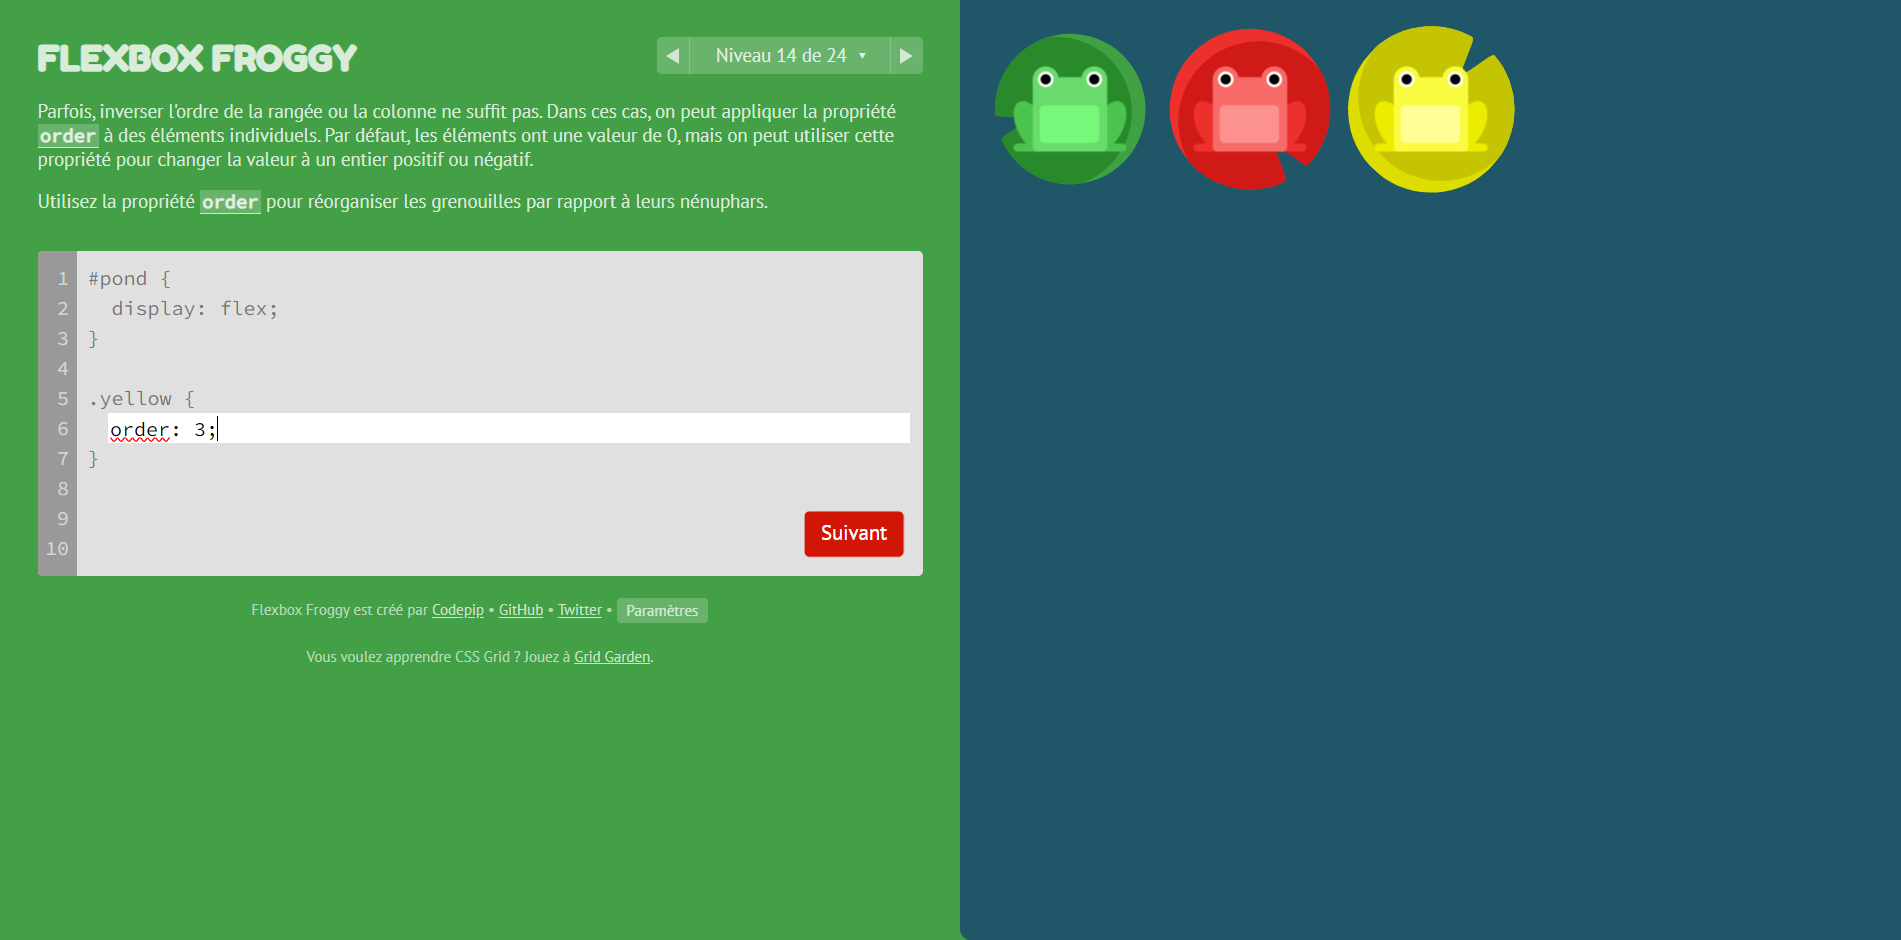 FLEXBOX FROGGY
Niveau 14 de 24
Parfois, inverser l'ordre de la rangée ou la colonne ne suffit pas. Dans ces cas, on peut appliquer la propriété
order à des éléments individuels. Par défaut, les éléments ont une valeur de 0, mais on peut utiliser cette
propriété pour changer la valeur à un entier positif ou négatif.
Utilisez la propriété order pour réorganiser les grenouilles par rapport à leurs nénuphars.
1 #pond {
2 display: flex;
3 }
4
5 .yellow {
6 order: 3;
7 }
8
9
10
Suivant
Flexbox Froggy est créé par Codepip • GitHub • Twitter • Paramètres
Vous voulez apprendre CSS Grid ? Jouez à Grid Garden.